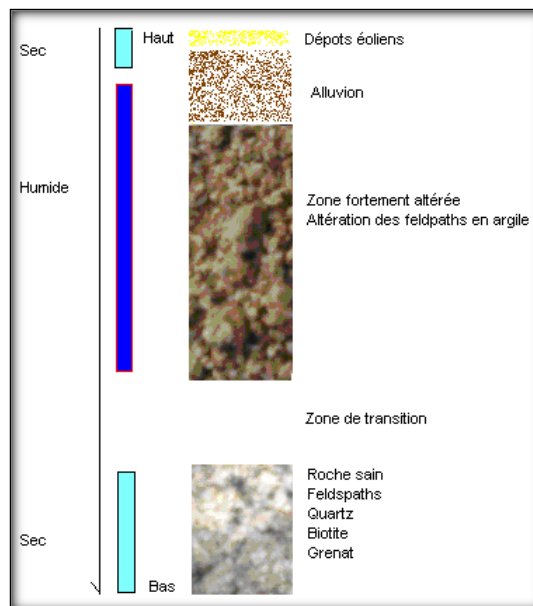 Haut
Dépots éoliens
Sec
Alluvion
Humide
Zone fortement altérée
Altération des feldpaths en argile
Zone de transition
Roche sain
Feldspaths
Quartz
Biotite
Sec
Grenat
Bas